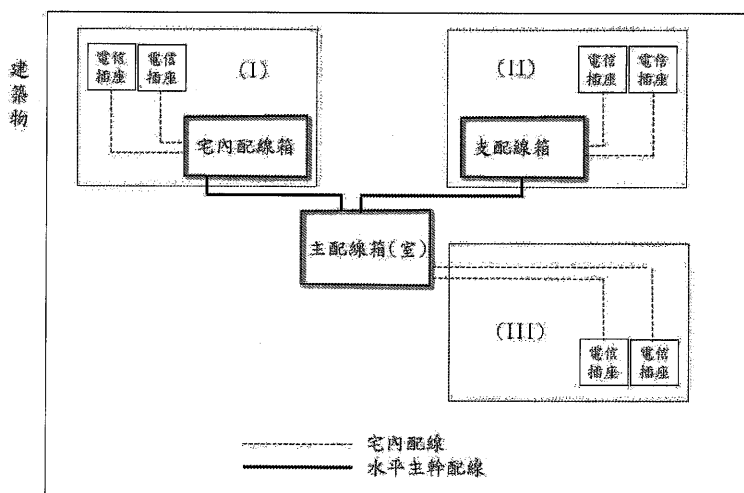 建築物
電信
插座
電信
插座
(I)
宅內配線箱
(II)
電信
插座
電信
插座
支配線箱
主配線箱(室)
(III)
電信
插座
電信
插座
宅內配線
水平主幹配線